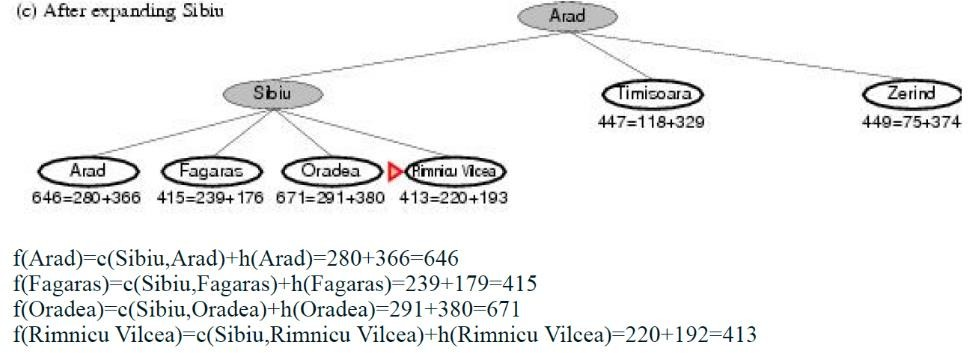 (c) After expanding Sibiu
Arad
Sibiu
Timisoara
Zerind
447=118+329
449=75+374
Arad
Fagaras
Oradea
Rimnicu Vilcea
646=280+366
415=239+176
671=291+380
413=220+193
f(Arad)=c(Sibiu,Arad)+h(Arad)=280+366=646
f(Fagaras)=c(Sibiu,Fagaras)+h(Fagaras)=239+179=415
f(Oradea)=c(Sibiu,Oradea)+h(Oradea)=291+380=671
f(Rimnicu Vilcea)=c(Sibiu,Rimnicu Vilcea)+h(Rimnicu Vilcea)=220+192=413